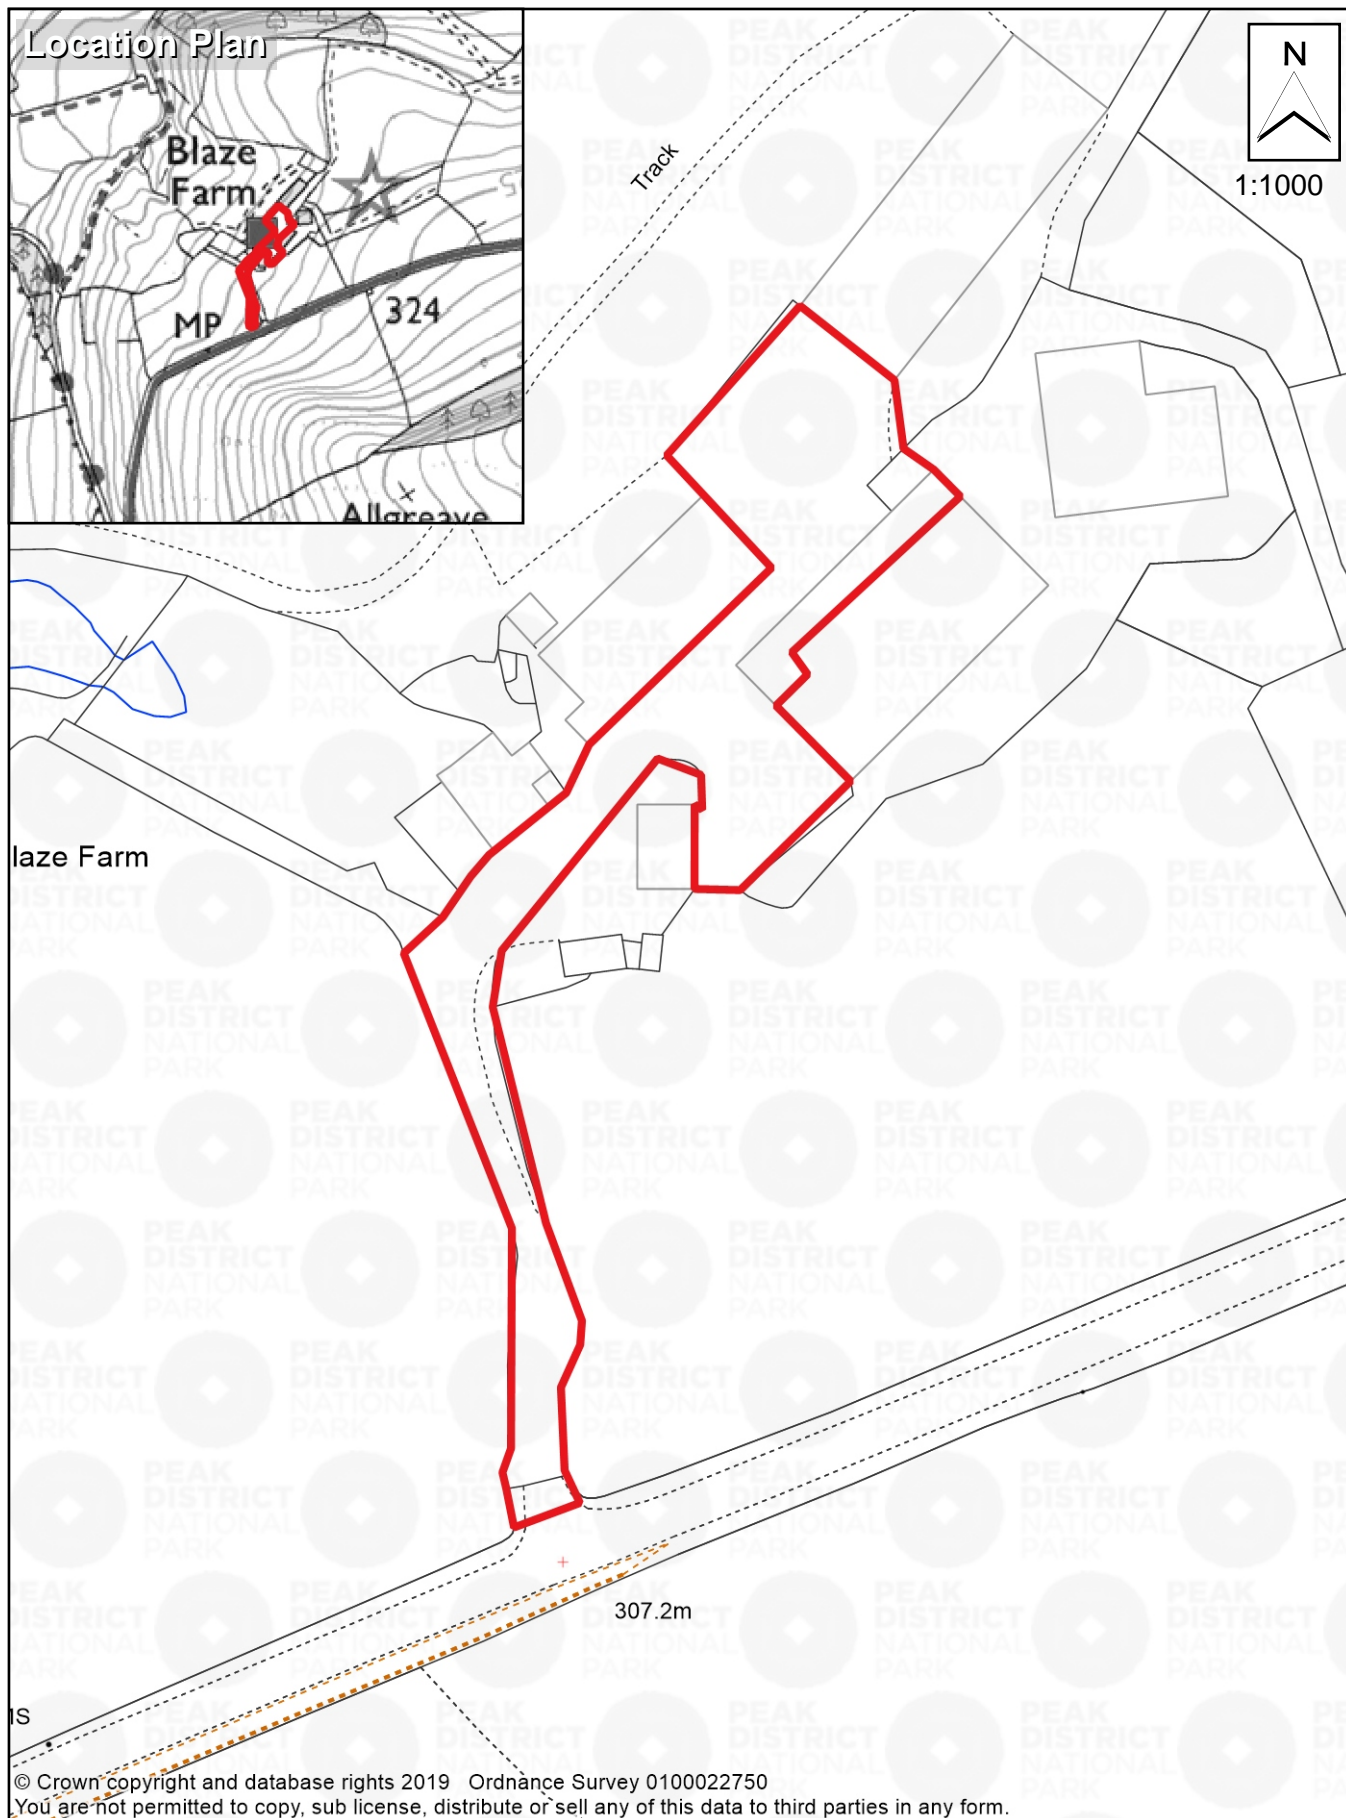 Location Plan
Blaze
Farm
MP
324
Allgreave
N
1:1000
Track
laze Farm
307.2m
IS
© Crown copyright and database rights 2019 Ordnance Survey 0100022750
You are not permitted to copy, sub license, distribute or sell any of this data to third parties in any form.
PEAK
DISTRICT
NATIONAL
PARK